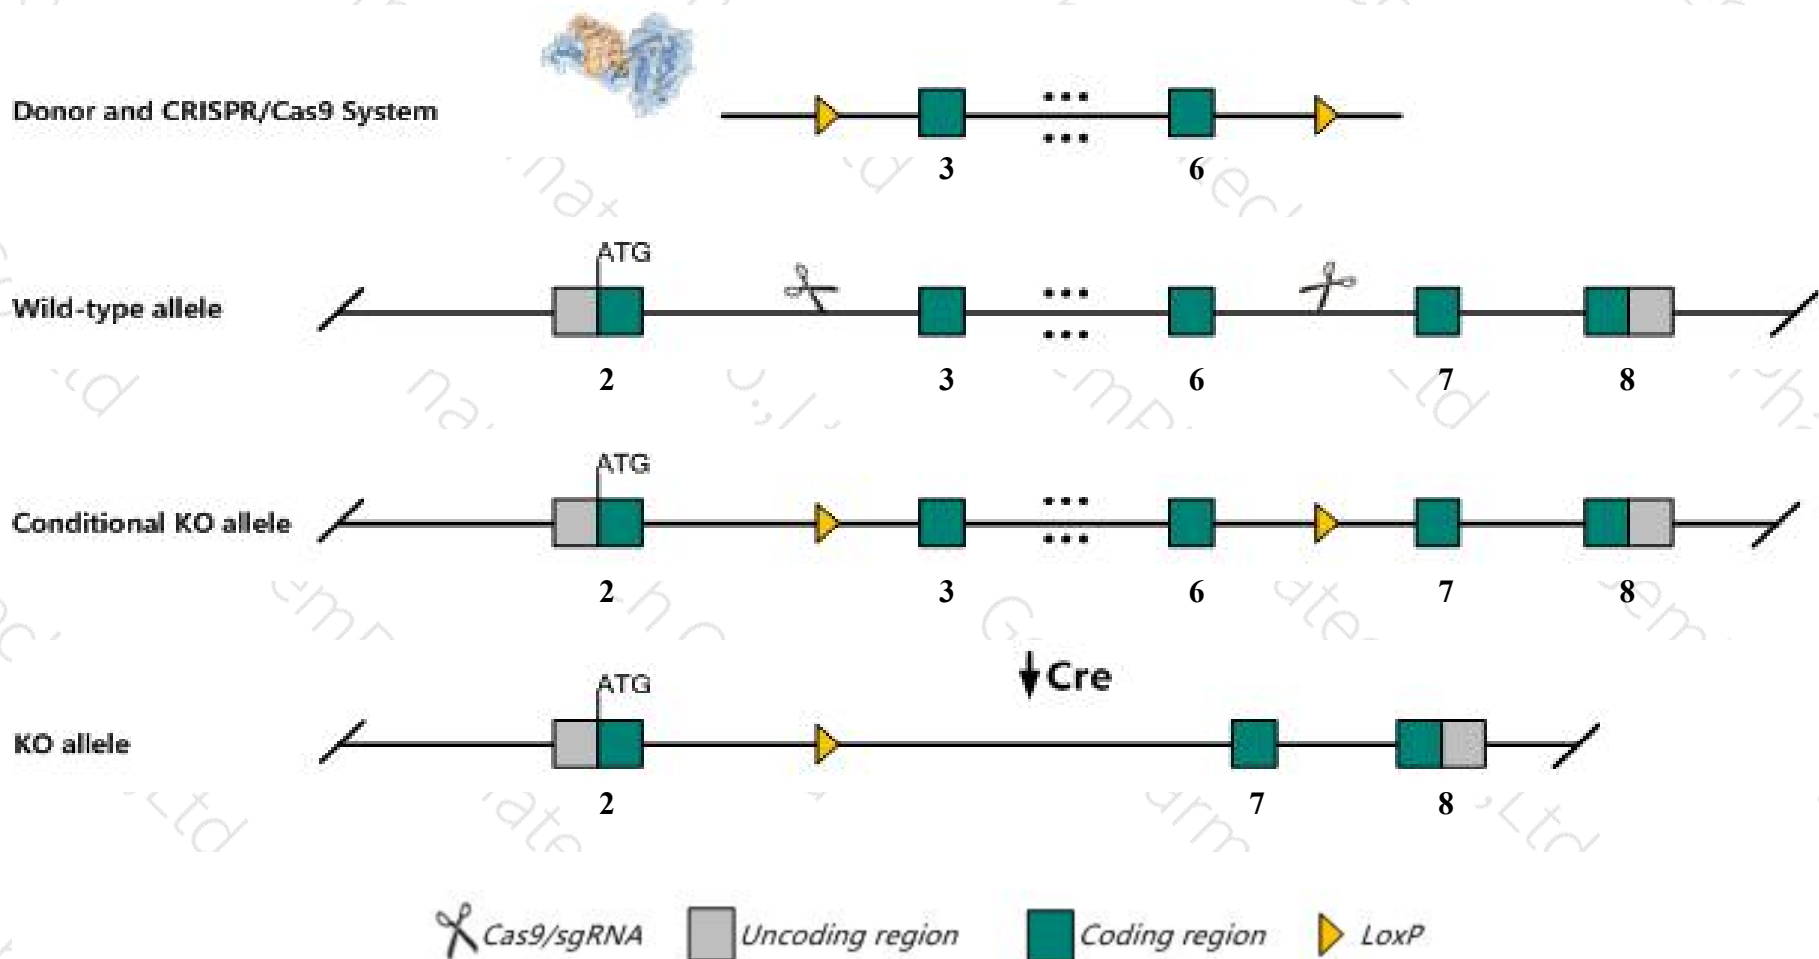 Donor and CRISPR/Cas9 System
3 6
ATG
Wild-type allele
2 3 6 7 8
ATG
Conditional KO allele
2 3 6 7 8
Cre
ATG
KO allele
2 7 8
Cas9/sgRNA Uncoding region Coding region LoxP